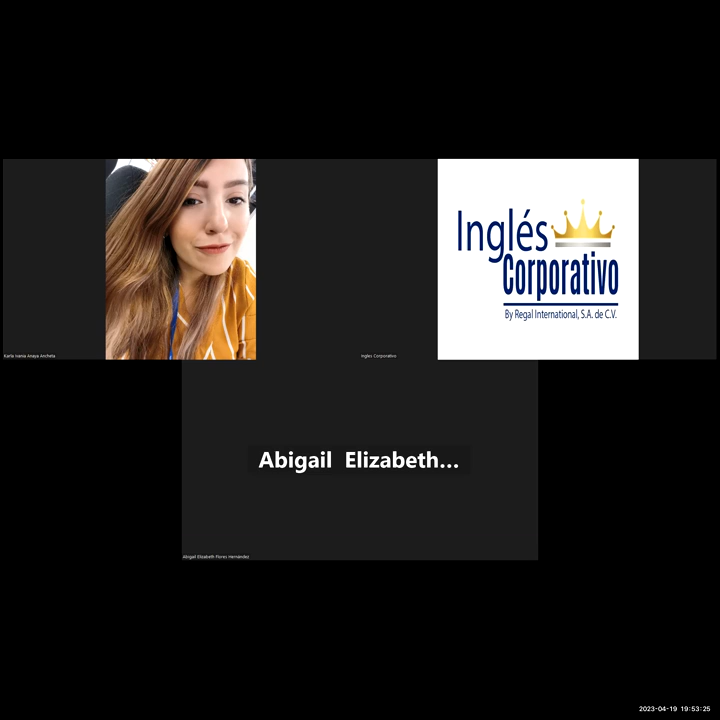 Inglés
Corporativo
By Regal International, S.A. de C.V.
Karla Ivania Anaya Ancheta
Ingles Corporativo
Abigail Elizabeth...
Abigail Elizabeth Flores Hernández
2023-04-19 19:53:25